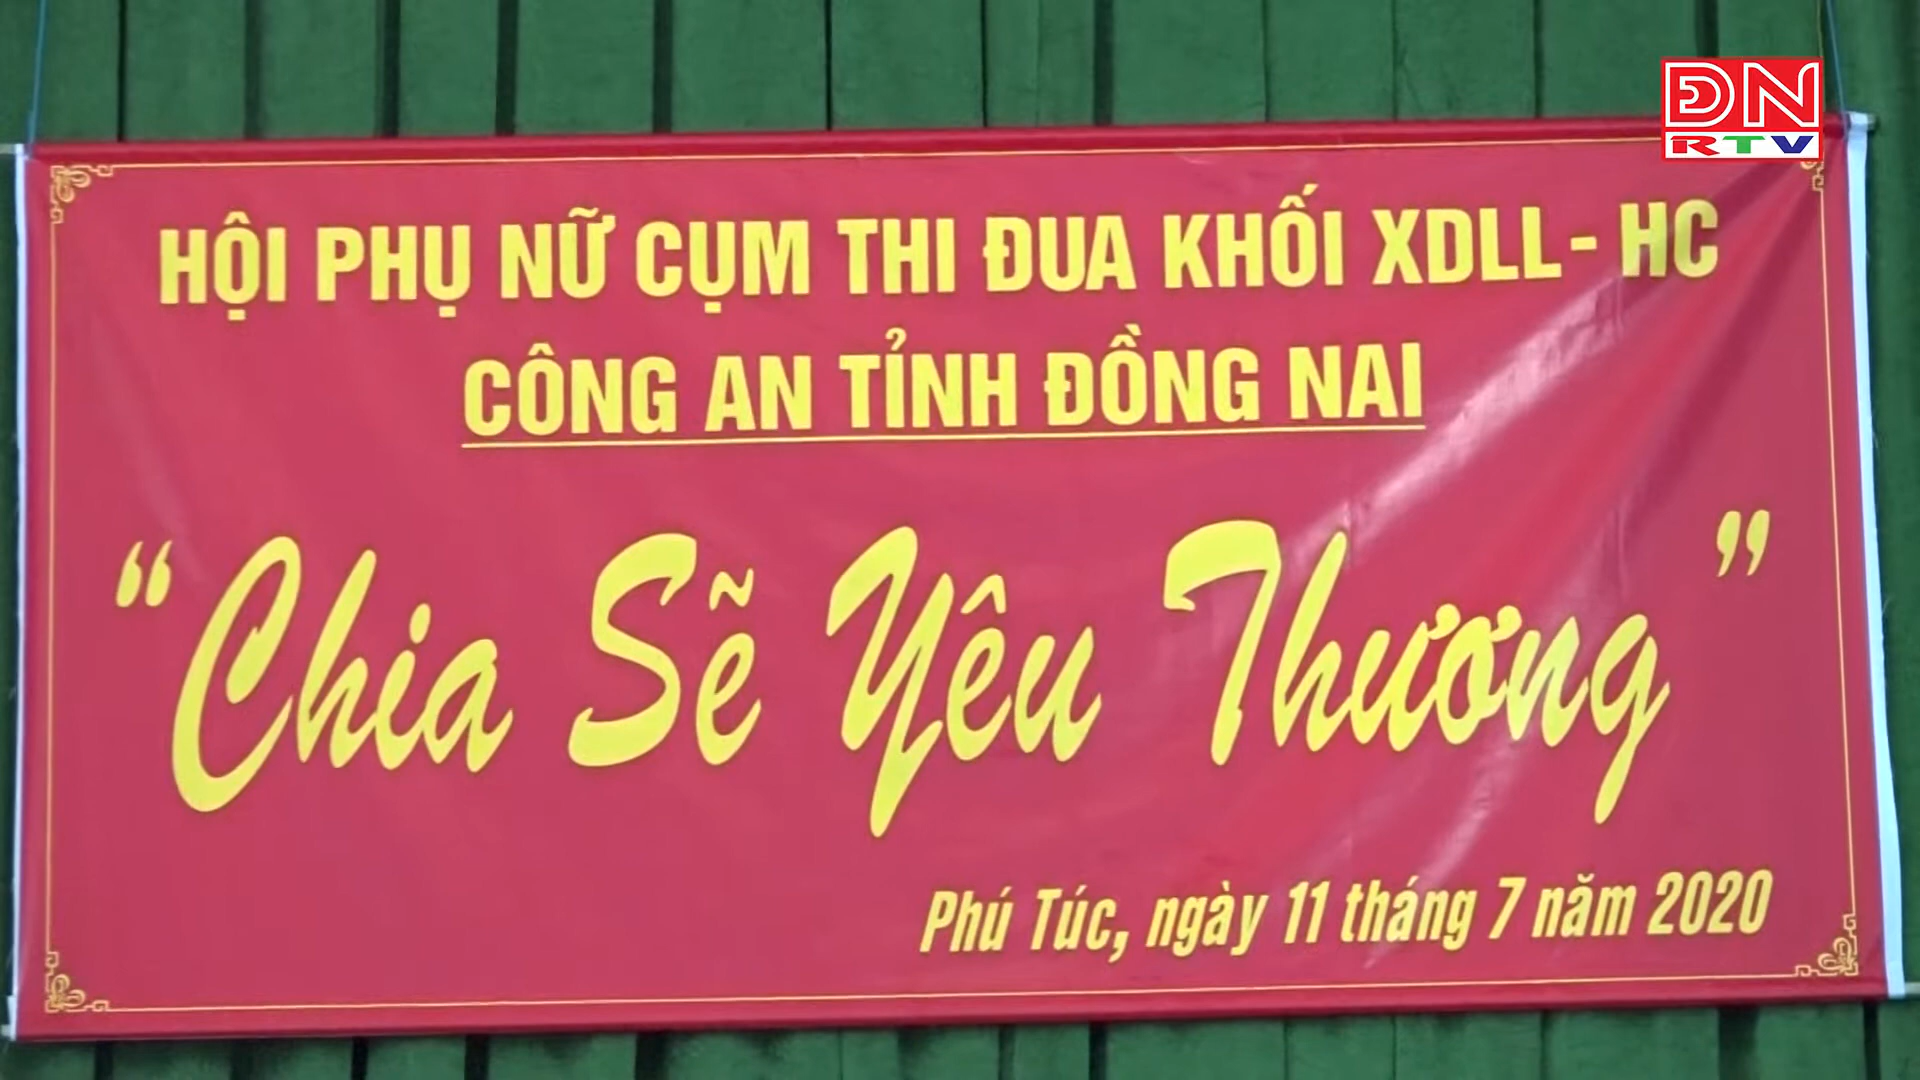 ĐN
RTV
HỘI PHỤ NỮ CỤM THI ĐUA KHỐI XDLL - HC
CÔNG AN TỈNH ĐỒNG NAI
“Chia Sẽ Yêu Thương”
Phú Túc, ngày 11 tháng 7 năm 2020